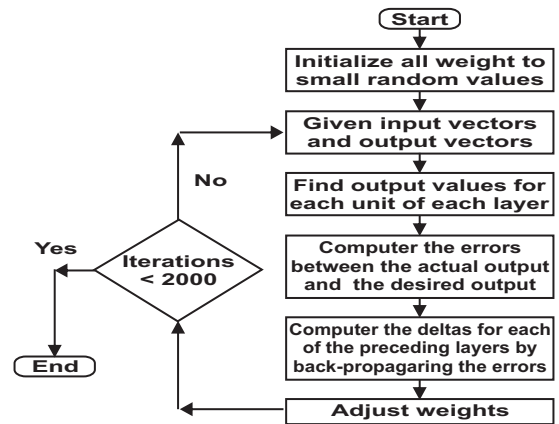 Start
Initialize all weight to
small random values
Given input vectors
and output vectors
No
Find output values for
each unit of each layer
Yes
Iterations
< 2000
Computer the errors
between the actual output
and the desired output
Computer the deltas for each
of the preceding layers by
back-propagaring the errors
End
Adjust weights